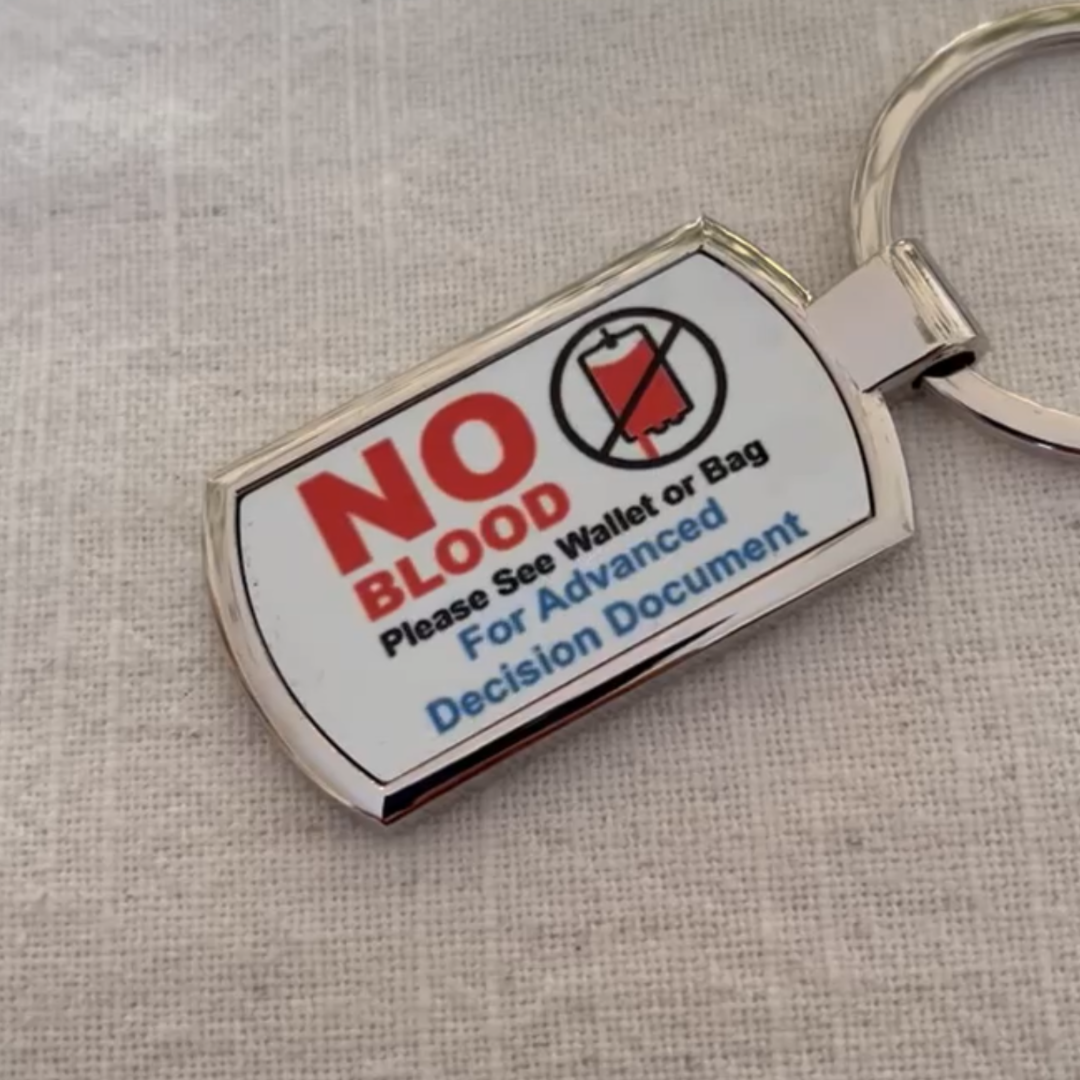 NO
BLOOD
Please See Wallet or Bag
For Advanced
Decision Document